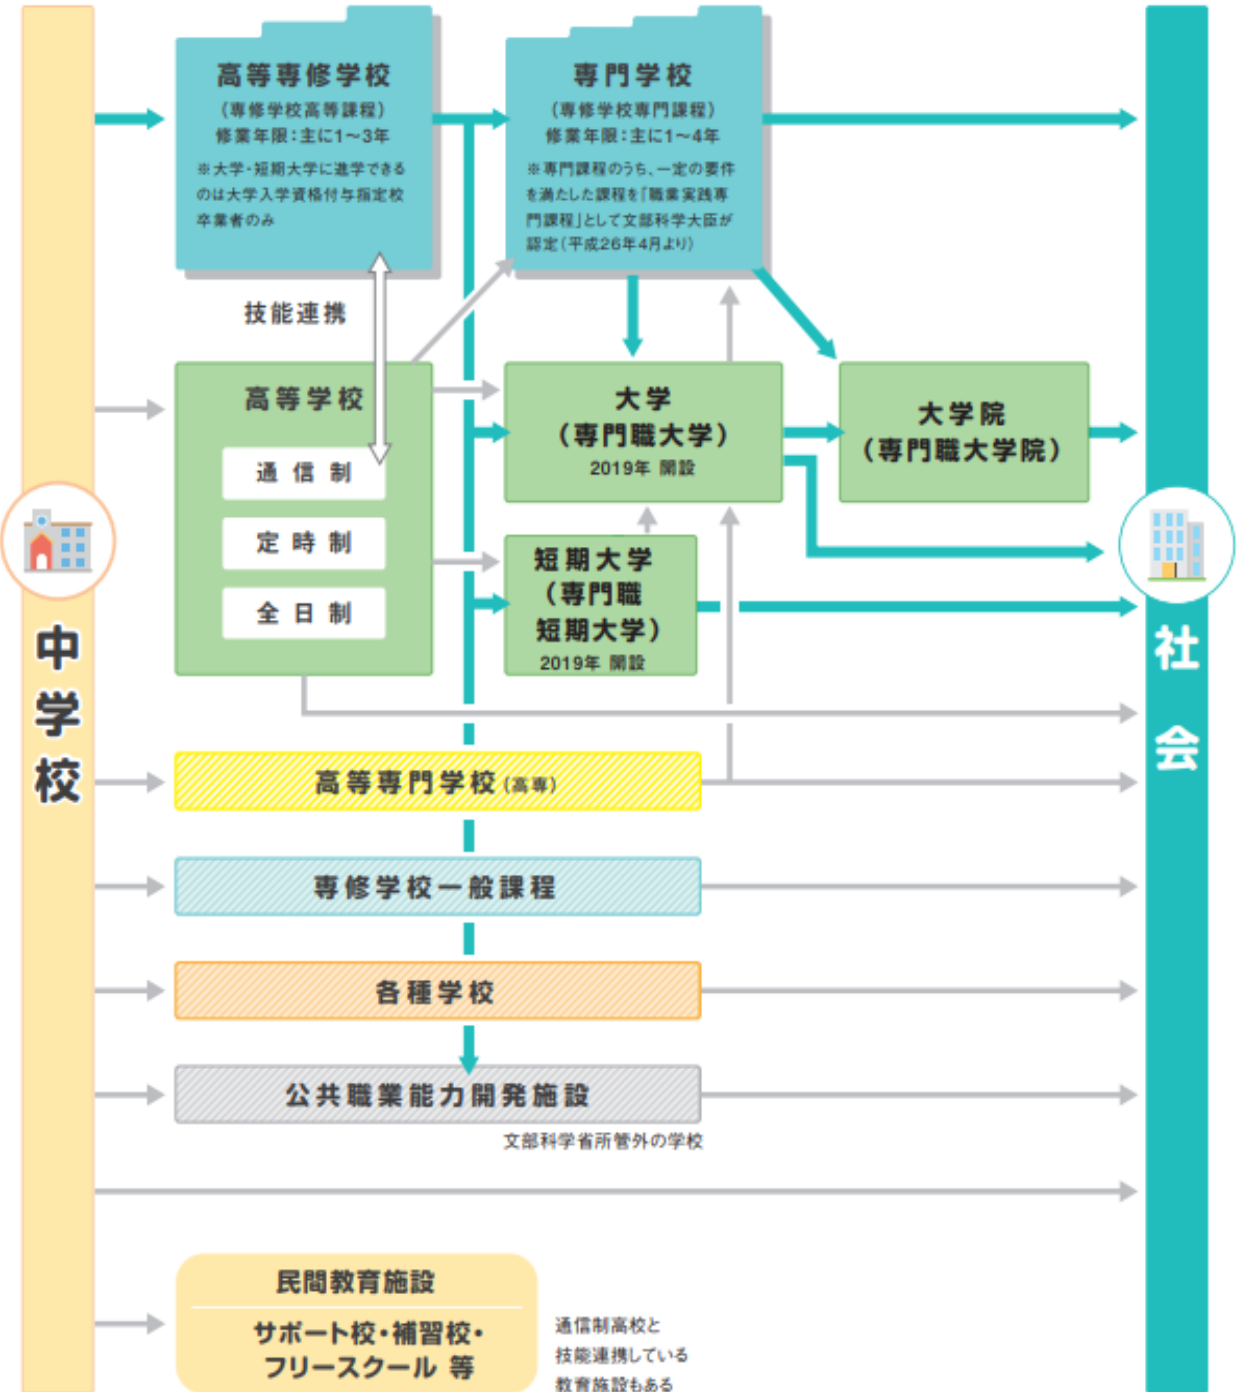 中学校
高等専修学校
(専修学校高等課程)
修業年限:主に1~3年
※大学・短期大学に進学できる
のは大学入学資格付与指定校
卒業者のみ
専門学校
(専修学校専門課程)
修業年限:主に1~4年
※専門課程のうち、一定の要件
を満たした課程を「職業実践専
門課程」として文部科学大臣が
認定(平成26年4月より)
技能連携
高等学校
通信制
定時制
全日制
大学
(専門職大学)
2019年 開設
大学院
(専門職大学院)
短期大学
(専門職
短期大学)
2019年 開設
高等専門学校(高専)
専修学校一般課程
各種学校
公共職業能力開発施設
文部科学省所管外の学校
民間教育施設
サポート校・補習校・
フリースクール 等
通信制高校と
技能連携している
教育施設もある
社会